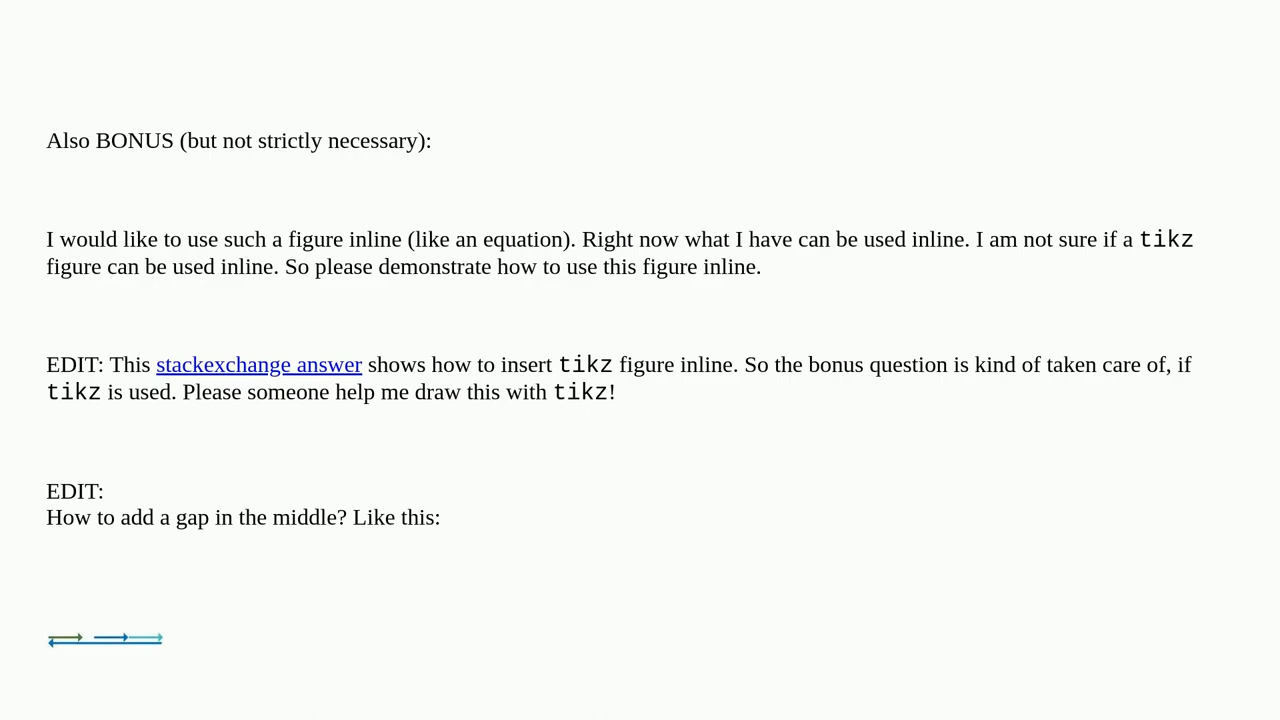 Also BONUS (but not strictly necessary):
I would like to use such a figure inline (like an equation). Right now what I have can be used inline. I am not sure if a tikz
figure can be used inline. So please demonstrate how to use this figure inline.
EDIT: This stackexchange answer shows how to insert tikz figure inline. So the bonus question is kind of taken care of, if
tikz is used. Please someone help me draw this with tikz!
EDIT:
How to add a gap in the middle? Like this: